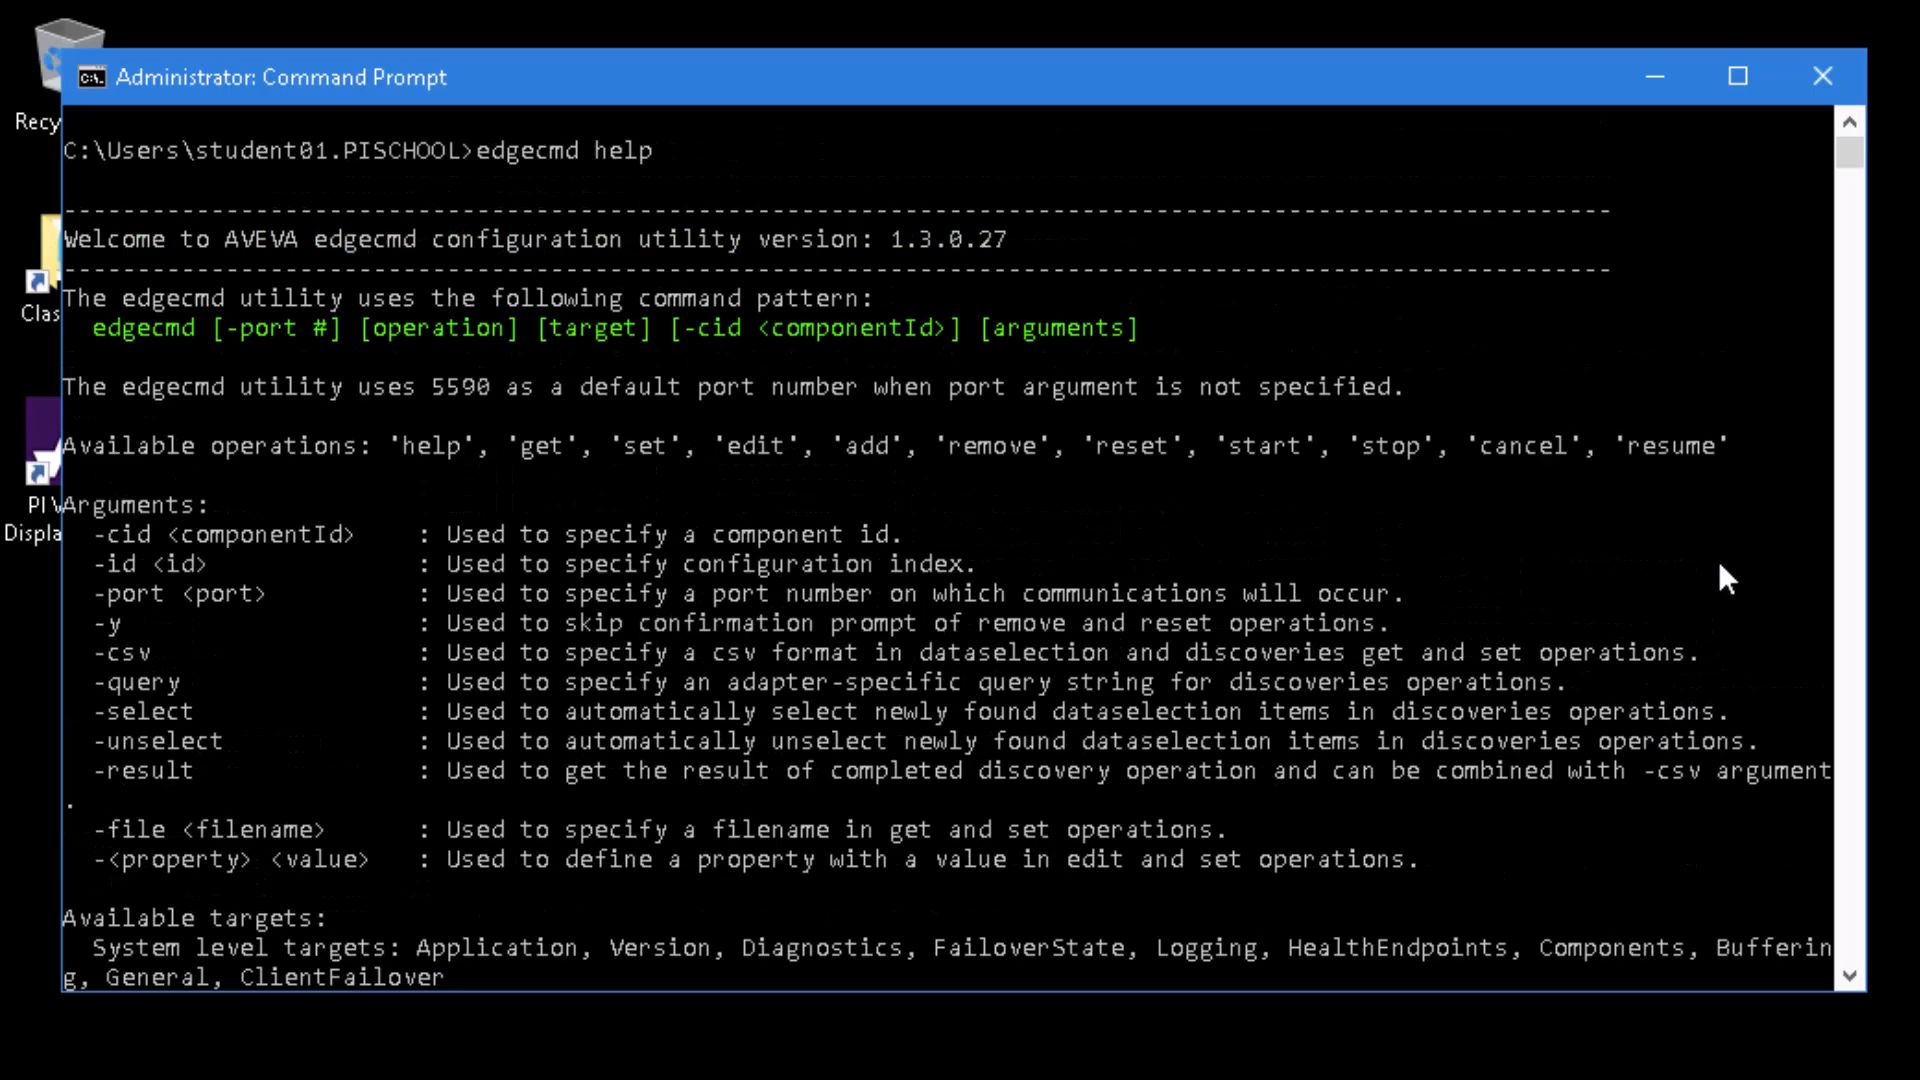 Administrator: Command Prompt
Recy
C:\Users\student01.PISCHOOL>edgecmd help
--------------------------------------------------------------------------------------------------------
Welcome to AVEVA edgecmd configuration utility version: 1.3.0.27
--------------------------------------------------------------------------------------------------------
The edgecmd utility uses the following command pattern:
edgecmd [-port #] [operation] [target] [-cid <componentId>] [arguments]
Clas
The edgecmd utility uses 5590 as a default port number when port argument is not specified.
Available operations: 'help', 'get', 'set', 'edit', 'add', 'remove', 'reset', 'start', 'stop', 'cancel', 'resume'
PI V
Displa
Arguments:
-cid <componentId> : Used to specify a component id.
-id <id> : Used to specify configuration index.
-port <port> : Used to specify a port number on which communications will occur.
-y : Used to skip confirmation prompt of remove and reset operations.
-csv : Used to specify a csv format in dataselection and discoveries get and set operations.
-query : Used to specify an adapter-specific query string for discoveries operations.
-select : Used to automatically select newly found dataselection items in discoveries operations.
-unselect : Used to automatically unselect newly found dataselection items in discoveries operations.
-result : Used to get the result of completed discovery operation and can be combined with -csv argument
.
-file <filename> : Used to specify a filename in get and set operations.
-<property> <value> : Used to define a property with a value in edit and set operations.
Available targets:
System level targets: Application, Version, Diagnostics, FailoverState, Logging, HealthEndpoints, Components, Bufferin
g, General, ClientFailover